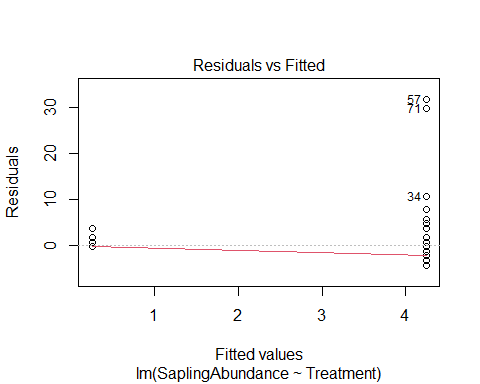 Residuals vs Fitted
Residuals
30
20
10
0
57
71
34
1 2 3 4
Fitted values
lm(SaplingAbundance ~ Treatment)